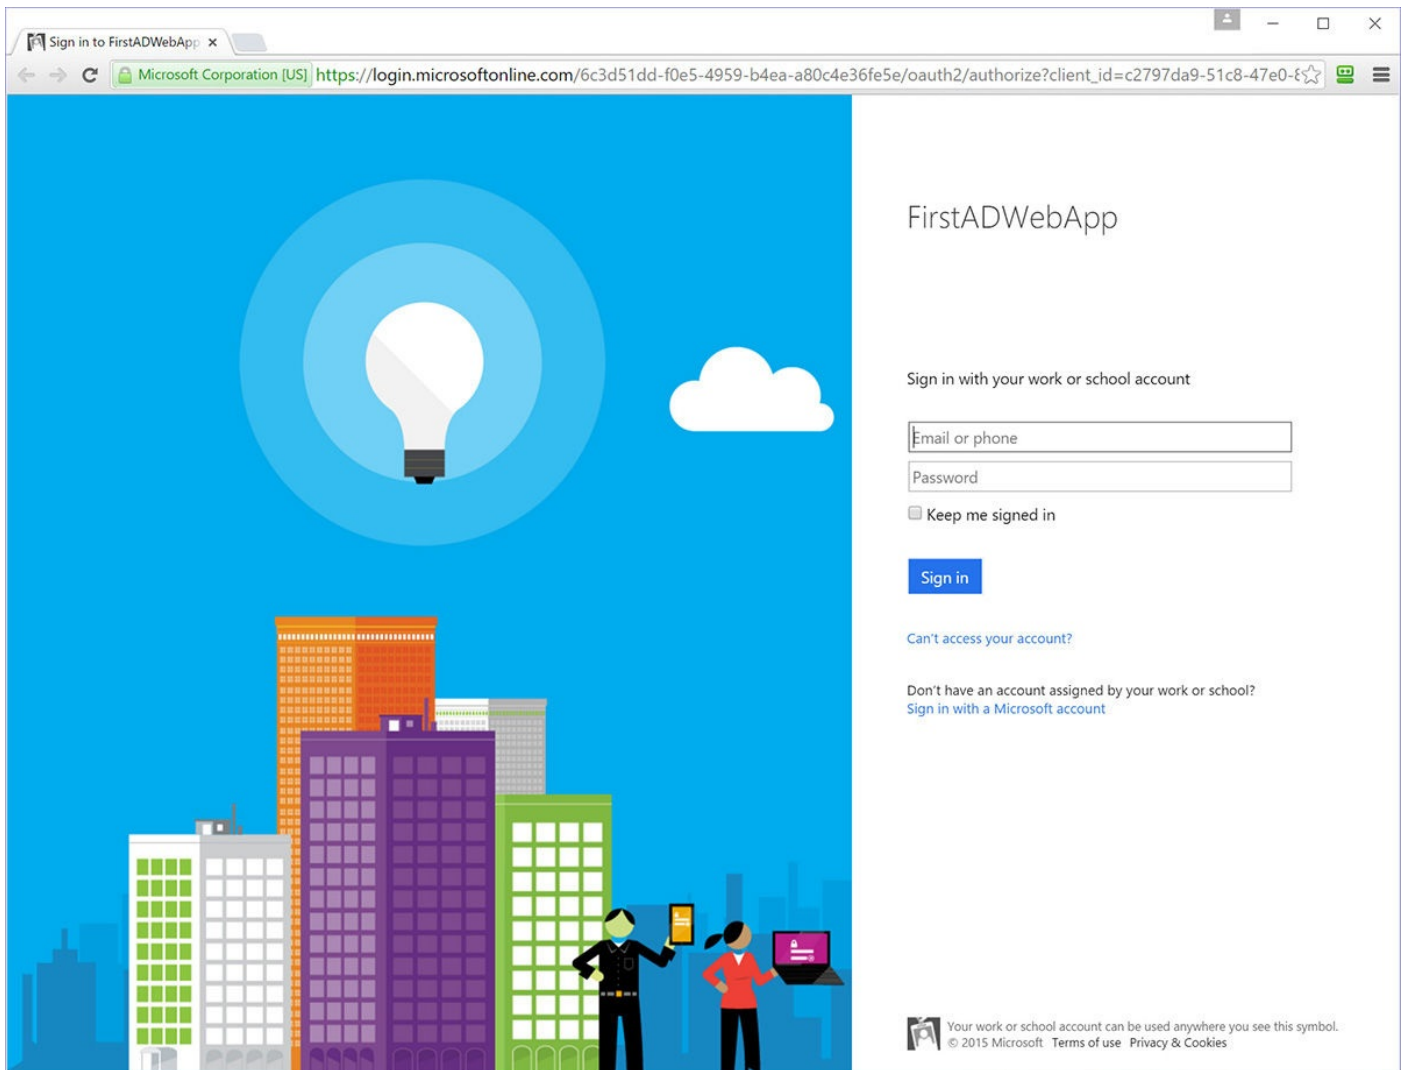 Sign in to FirstADWebApp
Microsoft Corporation [US] https://login.microsoftonline.com/6c3d51dd-f0e5-4959-b4ea-a80c4e36fe5e/oauth2/authorize?client_id=c2797da9-51c8-47e0-8
FirstADWebApp
Sign in with your work or school account
Email or phone
Password
Keep me signed in
Sign in
Can't access your account?
Don't have an account assigned by your work or school?
Sign in with a Microsoft account
Your work or school account can be used anywhere you see this symbol.
© 2015 Microsoft Terms of use Privacy & Cookies